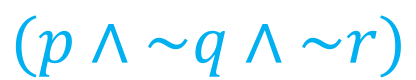 (p ∧ ~q ∧ ~r)